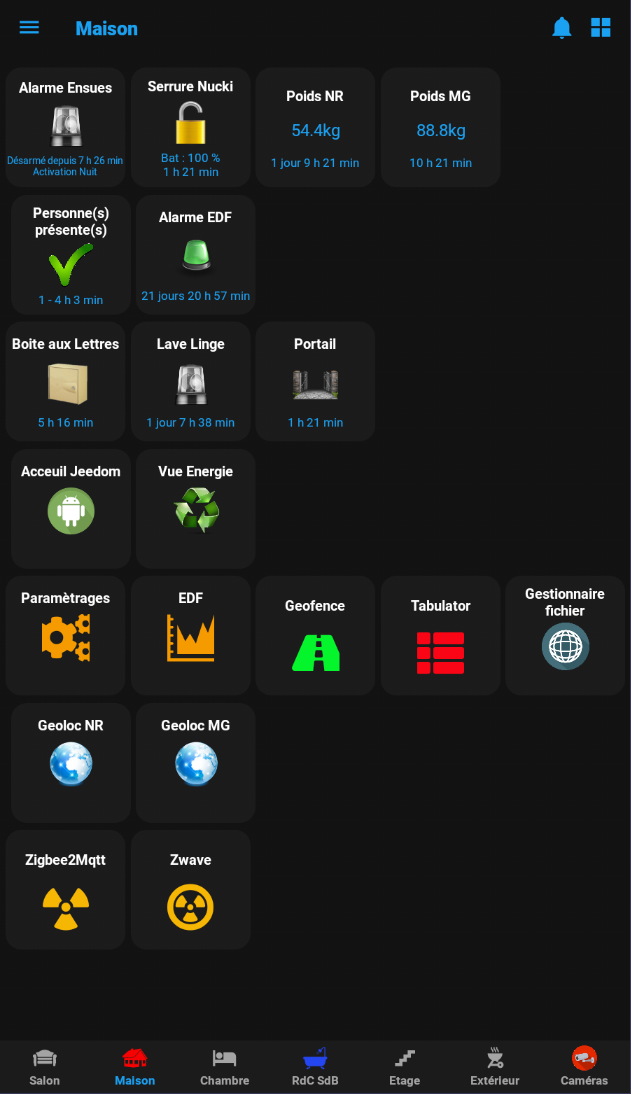 Maison
Alarme Ensues
Désarmé depuis 7 h 26 min
Activation Nuit
Serrure Nucki
Bat : 100 %
1 h 21 min
Poids NR
54.4kg
1 jour 9 h 21 min
Poids MG
88.8kg
10 h 21 min
Personne(s)
présente(s)
1 - 4 h 3 min
Alarme EDF
21 jours 20 h 57 min
Boite aux Lettres
5 h 16 min
Lave Linge
1 jour 7 h 38 min
Portail
1 h 21 min
Acceuil Jeedom
Vue Energie
Paramètrages
EDF
Geofence
Tabulator
Gestionnaire
fichier
Geoloc NR
Geoloc MG
Zigbee2Mqtt
Zwave
Salon
Maison
Chambre
RdC SdB
Etage
Extérieur
Caméras